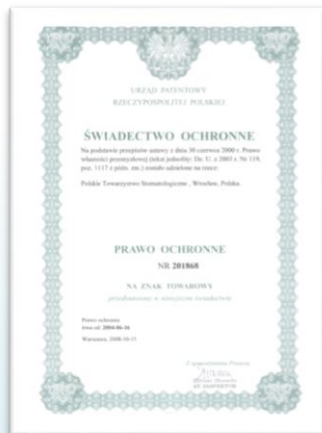 URZĄD PATENTOWY
RZECZYPOSPOLITEJ POLSKIEJ
ŚWIADECTWO OCHRONNE
Na podstawie przepisów ustawy z dnia 30 czerwca 2000 r. Prawo
własności przemysłowej (tekst jednolity: Dz. U. z 2003 r. Nr 119,
poz. 1117 z późn. zm.) zostało udzielone na rzecz:
Polskie Towarzystwo Stomatologiczne , Wrocław, Polska.
PRAWO OCHRONNE
NR 201868
NA ZNAK TOWAROWY
przedstawiony w niniejszym świadectwie
Prawo ochronne
trwa od: 2004-06-16
Warszawa, 2008-10-15
Z upoważnienia Prezesa